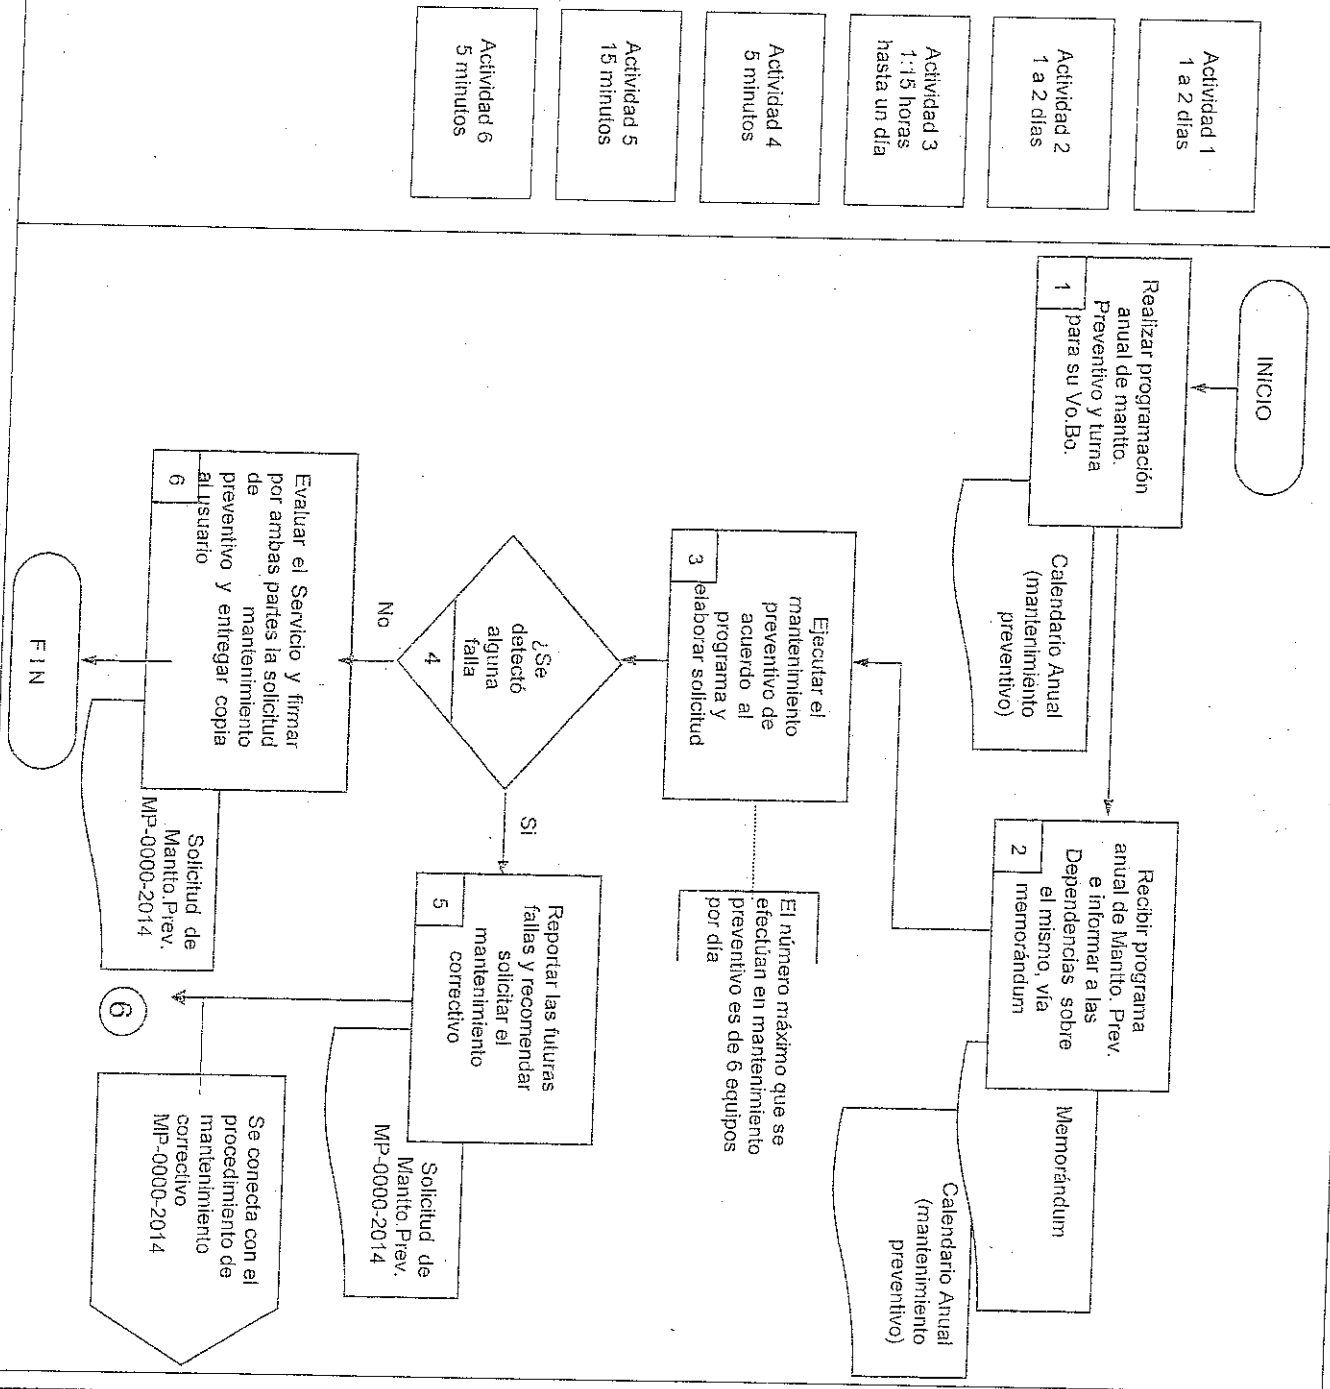 Actividad 1
1 a 2 días
Actividad 2
1 a 2 días
Actividad 3
1:15 horas
hasta un día
Actividad 4
5 minutos
Actividad 5
15 minutos
Actividad 6
5 minutos
INICIO
Realizar programación
anual de mantto.
Preventivo y turna
para su Vo.Bo.
1
Calendario Anual
(mantenimiento
preventivo)
Recibir programa
anual de Mantto. Prev.
e informar a las
Dependencias sobre
el mismo, vía
memorándum
2
Memorándum
Calendario Anual
(mantenimiento
preventivo)
Ejecutar el
mantenimiento
preventivo de
acuerdo al
programa y
elaborar solicitud
3
El número máximo que se
efectúan en mantenimiento
preventivo es de 6 equipos
por día
¿Se
detectó
alguna
falla
4
Si
No
Reportar las futuras
fallas y recomendar
solicitar el
mantenimiento
correctivo
5
Solicitud de
Mantto.Prev.
MP-0000-2014
6
Se conecta con el
procedimiento de
mantenimiento
correctivo
MP-0000-2014
Evaluar el Servicio y firmar
por ambas partes la solicitud
de mantenimiento
preventivo y entregar copia
al usuario
6
Solicitud de
Mantto.Prev.
MP-0000-2014
FIN